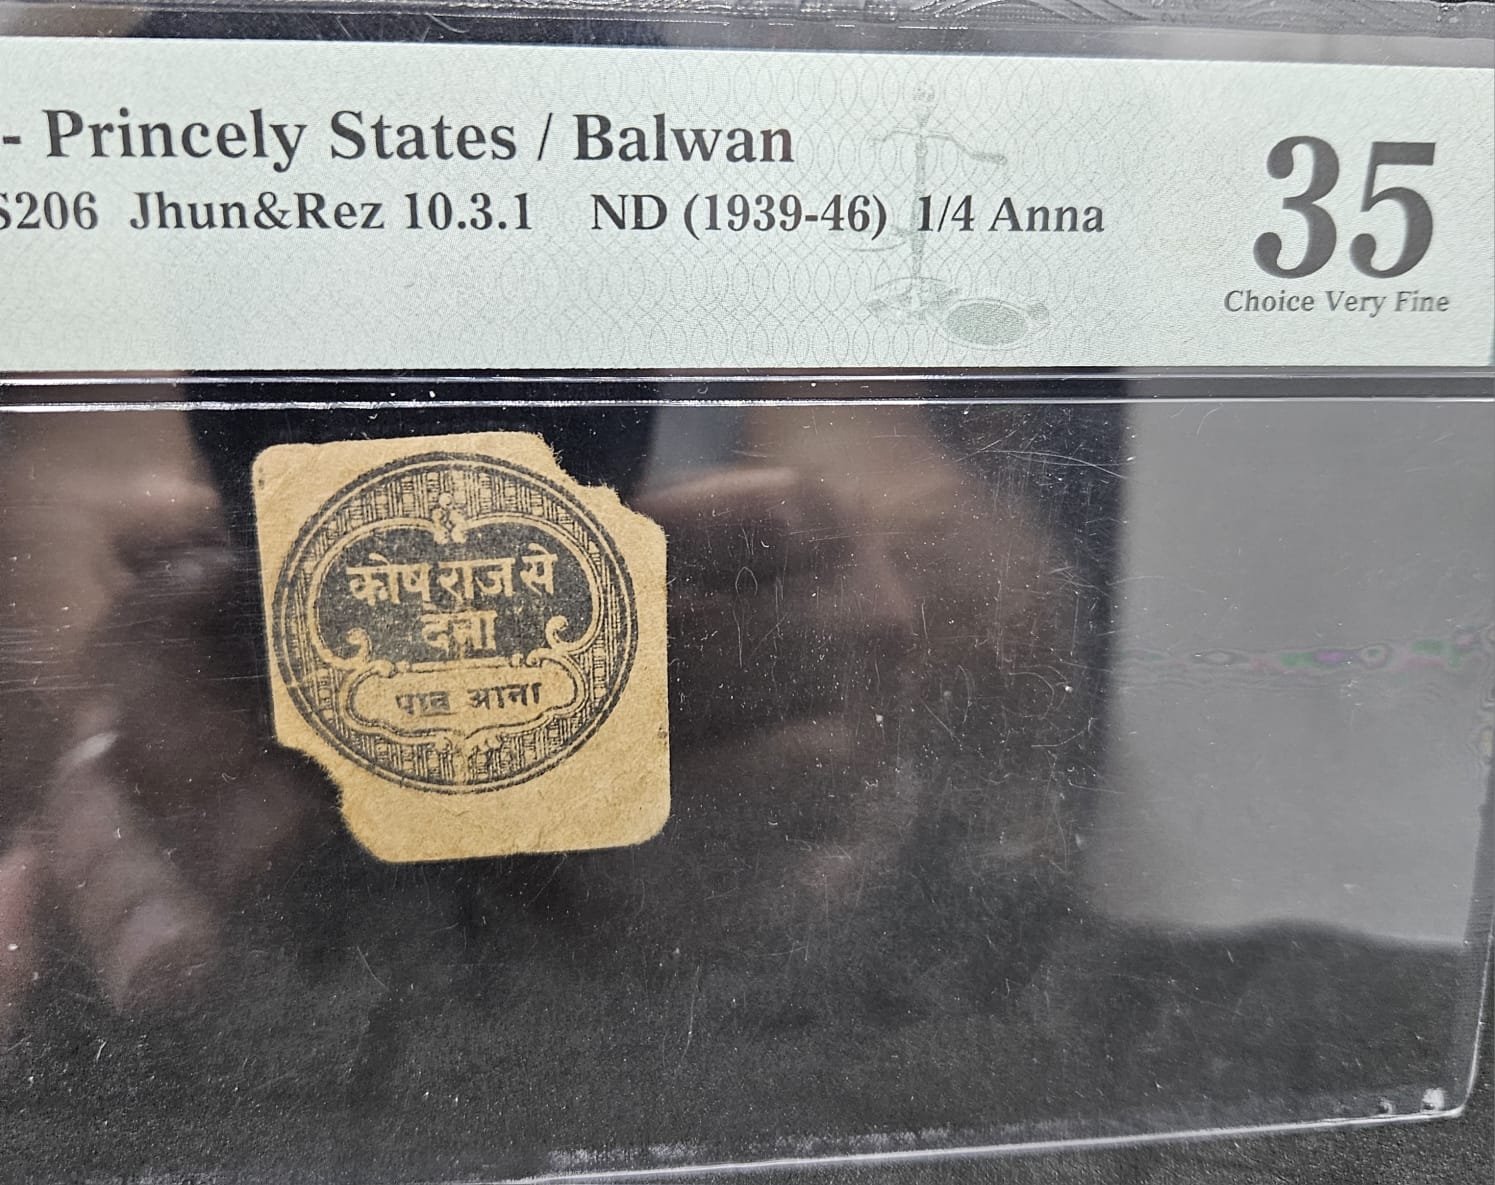 - Princely States / Balwan
S206 Jhun&Rez 10.3.1 ND (1939-46) 1/4 Anna
35
Choice Very Fine
कोष राज से
देना
पाव आना